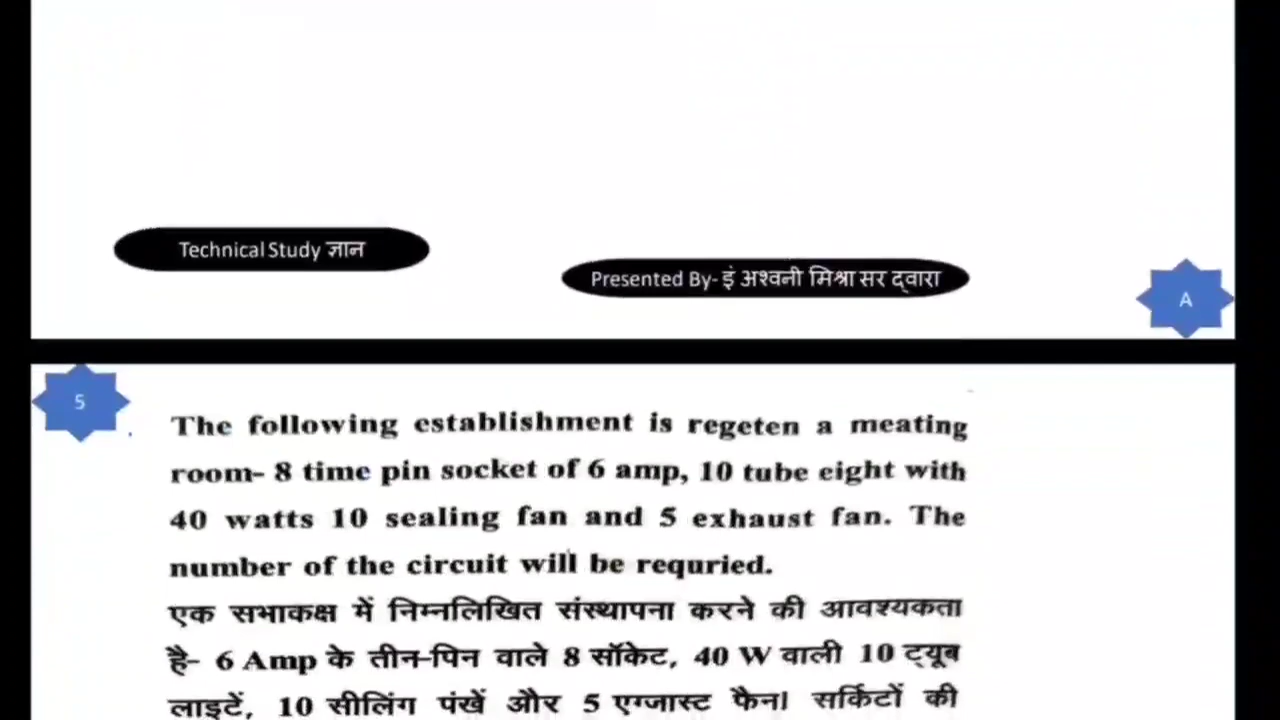 Technical Study ज्ञान
Presented By- इं अश्वनी मिश्रा सर द्वारा
A
5
The following establishment is regeten a meating
room- 8 time pin socket of 6 amp, 10 tube eight with
40 watts 10 sealing fan and 5 exhaust fan. The
number of the circuit will be requried.
एक सभाकक्ष में निम्नलिखित संस्थापना करने की आवश्यकता
है- 6 Amp के तीन-पिन वाले 8 सॉकेट, 40 W वाली 10 ट्यूब
लाइटें, 10 सीलिंग पंखें और 5 एग्जास्ट फैन। सर्किटों की